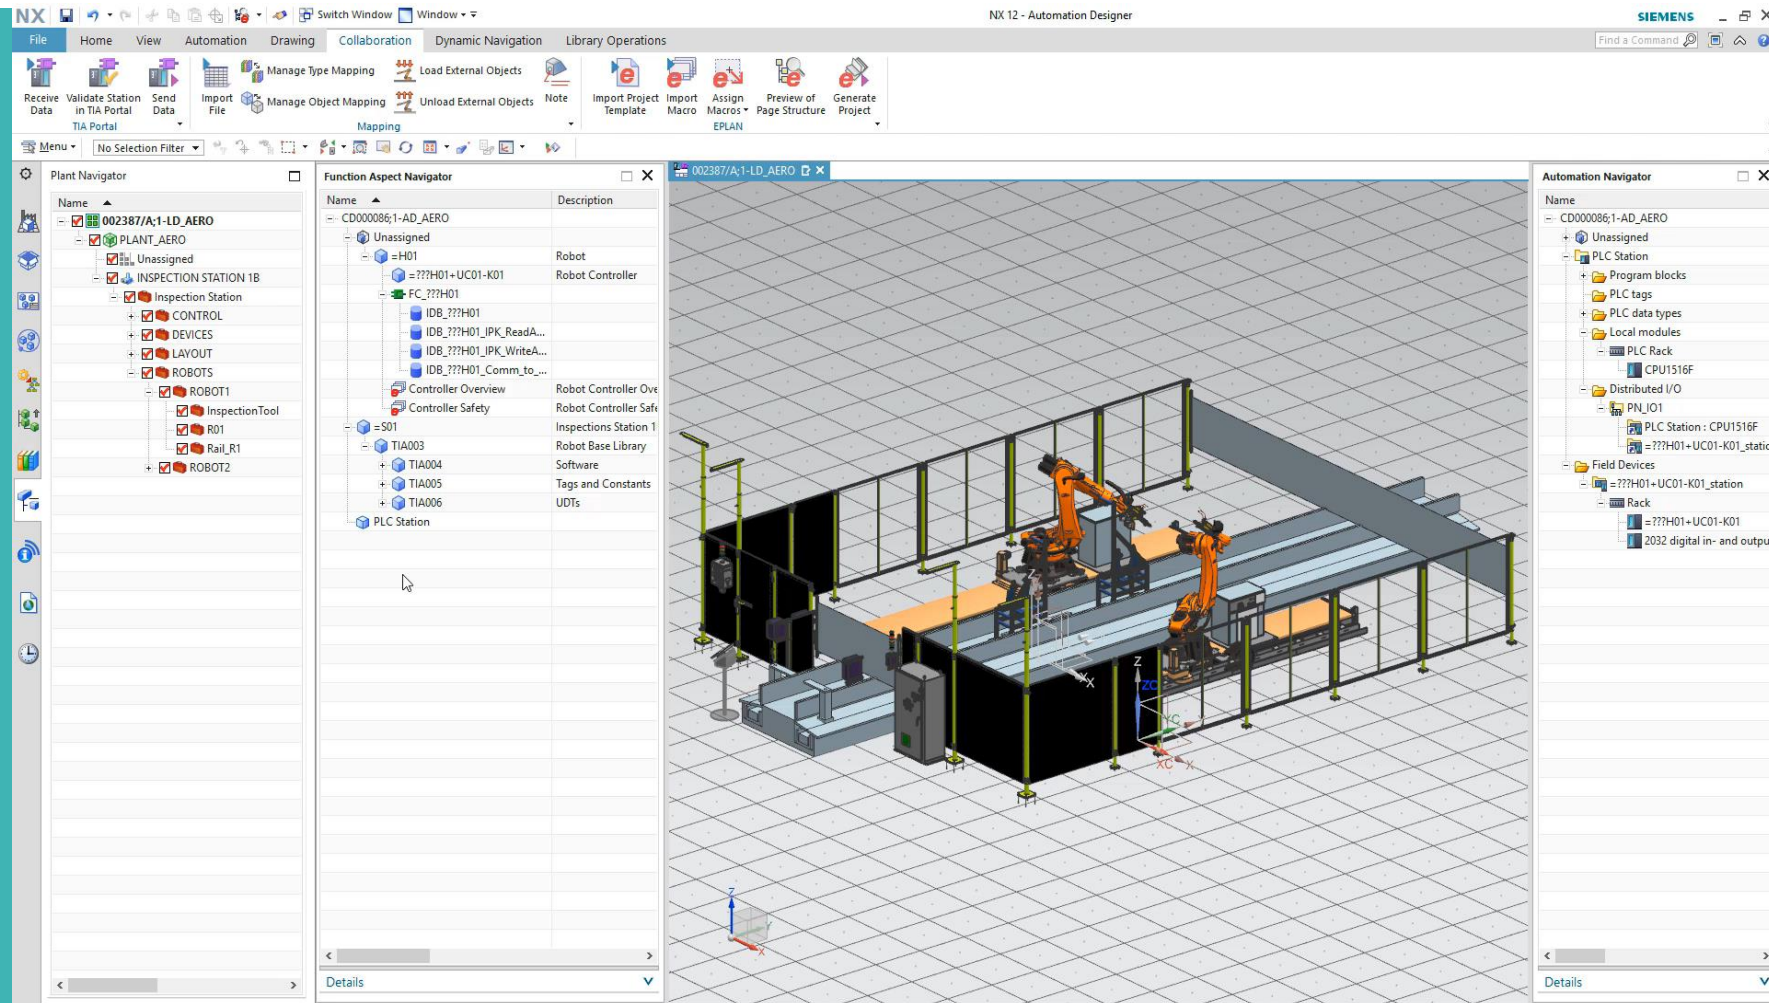 NX Switch Window Window NX 12 - Automation Designer SIEMENS
File Home View Automation Drawing Collaboration Dynamic Navigation Library Operations Find a Command
Receive Data
Validate Station in TIA Portal
Send Data
TIA Portal
Import File
Manage Type Mapping
Manage Object Mapping
Load External Objects
Unload External Objects
Note
Mapping
Import Project Template
Import Macro
Assign Macros
Preview of Page Structure
Generate Project
EPLAN
Menu No Selection Filter
Plant Navigator
Name
002387/A;1-LD_AERO
PLANT_AERO
Unassigned
INSPECTION STATION 1B
Inspection Station
CONTROL
DEVICES
LAYOUT
ROBOTS
ROBOT1
InspectionTool
R01
Rail_R1
ROBOT2
Function Aspect Navigator
Name Description
CD000086;1-AD_AERO
Unassigned
=H01 Robot
=???H01+UC01-K01 Robot Controller
FC_???H01
IDB_???H01
IDB_???H01_IPK_ReadA...
IDB_???H01_IPK_WriteA...
IDB_???H01_Comm_to_...
Controller Overview Robot Controller Ove
Controller Safety Robot Controller Safe
=S01 Inspections Station 1
TIA003 Robot Base Library
TIA004 Software
TIA005 Tags and Constants
TIA006 UDTs
PLC Station
Details
002387/A;1-LD_AERO
Z
X
Z
ZC
YC
XC X
Z
Y
X
Automation Navigator
Name
CD000086;1-AD_AERO
Unassigned
PLC Station
Program blocks
PLC tags
PLC data types
Local modules
PLC Rack
CPU1516F
Distributed I/O
PN_IO1
PLC Station : CPU1516F
=???H01+UC01-K01_static
Field Devices
=???H01+UC01-K01_station
Rack
=???H01+UC01-K01
2032 digital in- and outpu
Details